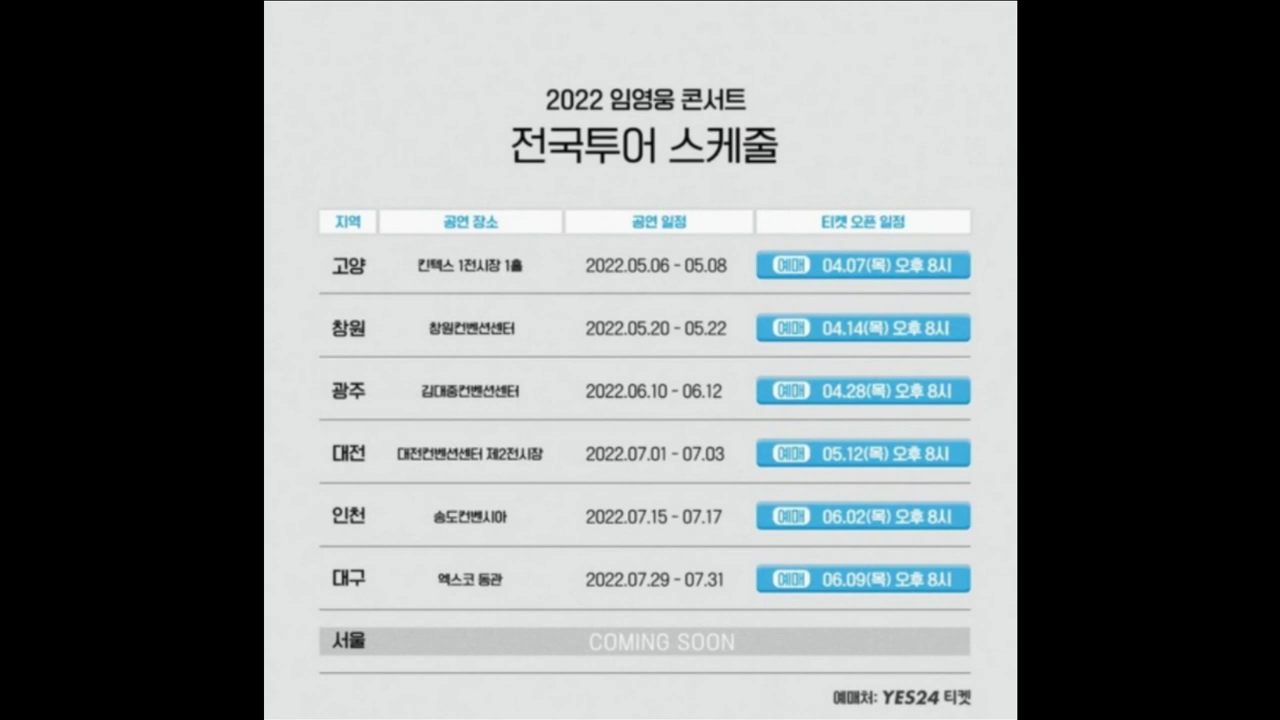 2022 임영웅 콘서트
전국투어 스케줄
지역 공연 장소 공연 일정 티켓 오픈 일정
고양 킨텍스 1전시장 1홀 2022.05.06 - 05.08 예매 04.07(목) 오후 8시
창원 창원컨벤션센터 2022.05.20 - 05.22 예매 04.14(목) 오후 8시
광주 김대중컨벤션센터 2022.06.10 - 06.12 예매 04.28(목) 오후 8시
대전 대전컨벤션센터 제2전시장 2022.07.01 - 07.03 예매 05.12(목) 오후 8시
인천 송도컨벤시아 2022.07.15 - 07.17 예매 06.02(목) 오후 8시
대구 엑스코 동관 2022.07.29 - 07.31 예매 06.09(목) 오후 8시
서울 COMING SOON
예매처: YES24 티켓